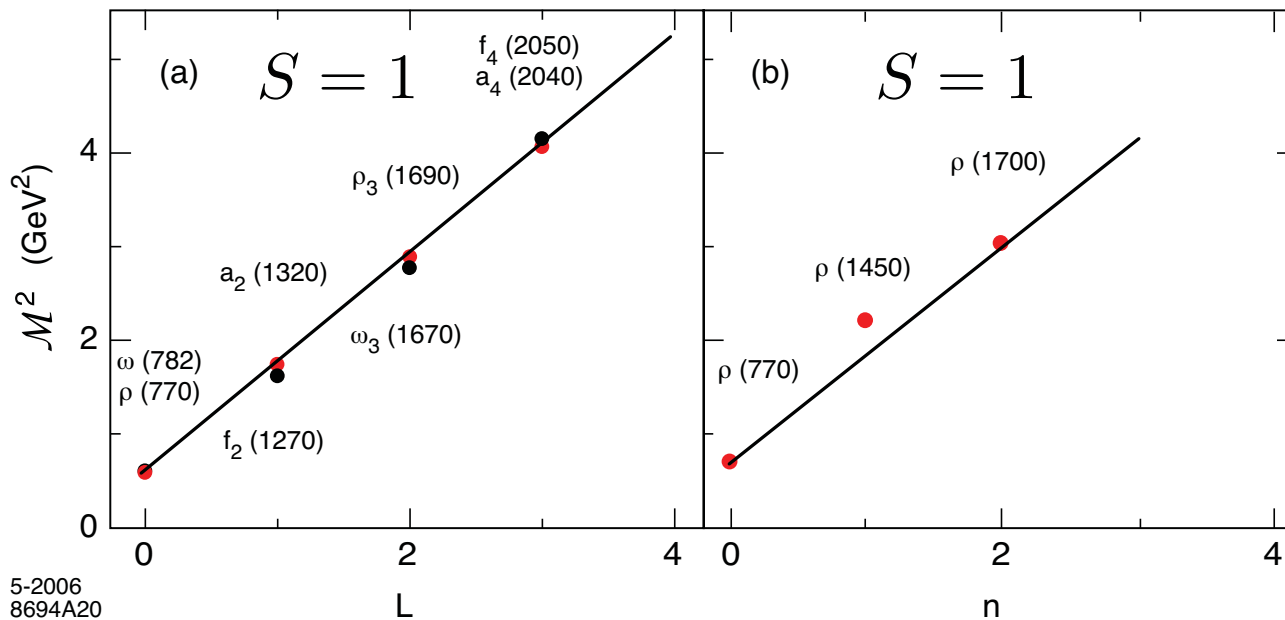 (a) S = 1
f₄ (2050)
a₄ (2040)
ρ₃ (1690)
a₂ (1320)
ω₃ (1670)
ω (782)
ρ (770)
f₂ (1270)
ℳ² (GeV²)
4
2
0
0 2 4
L
(b) S = 1
ρ (1700)
ρ (1450)
ρ (770)
0 2 4
n
5-2006
8694A20